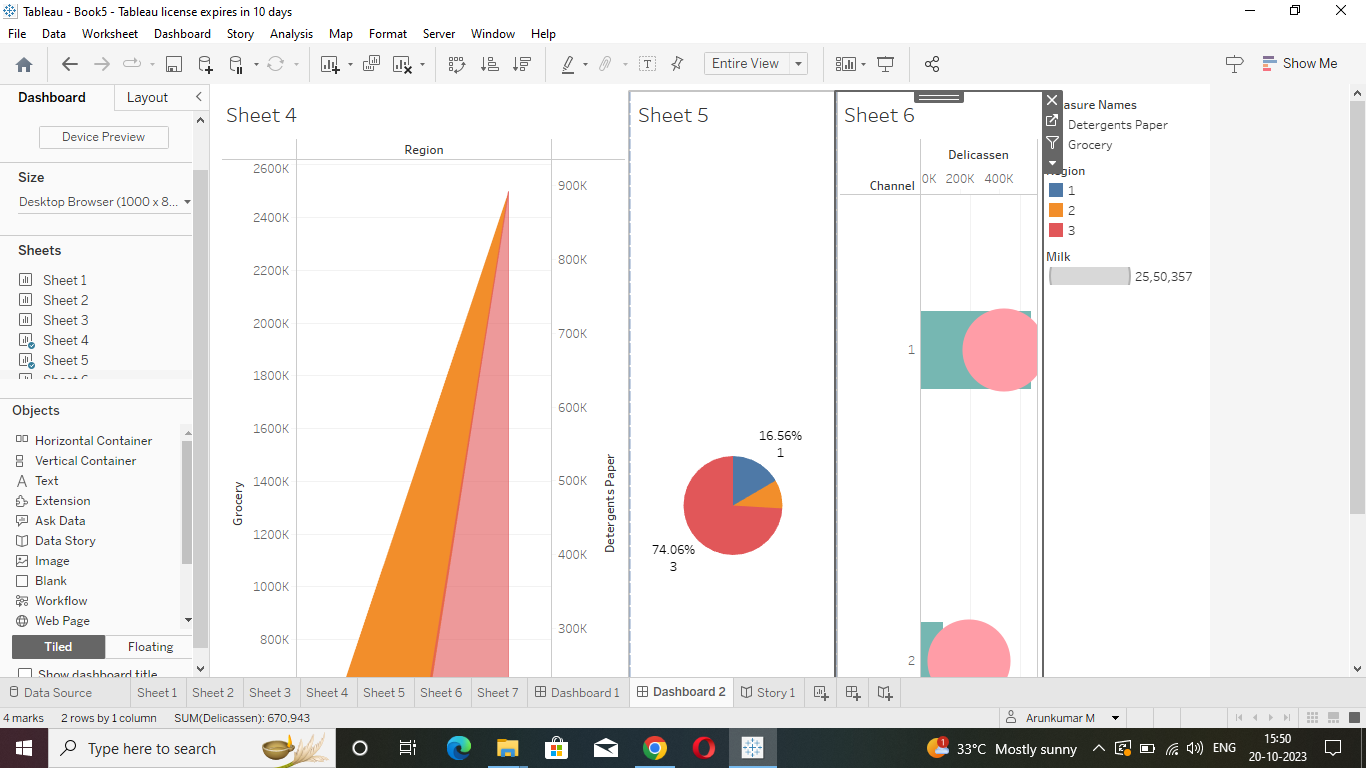 Tableau - Book5 - Tableau license expires in 10 days
File Data Worksheet Dashboard Story Analysis Map Format Server Window Help
Entire View
Show Me
Dashboard Layout
Device Preview
Size
Desktop Browser (1000 x 8...
Sheets
Sheet 1
Sheet 2
Sheet 3
Sheet 4
Sheet 5
Sheet 6
Objects
Horizontal Container
Vertical Container
Text
Extension
Ask Data
Data Story
Image
Blank
Workflow
Web Page
Tiled Floating
Show dashboard title
Sheet 4
Region
2600K
2400K
2200K
2000K
1800K
1600K
1400K
1200K
1000K
800K
Grocery
900K
800K
700K
600K
500K
400K
300K
Detergents Paper
Sheet 5
16.56%
1
74.06%
3
Sheet 6
Delicassen
Channel
0K 200K 400K
1
2
asure Names
Detergents Paper
Grocery
gion
1
2
3
Milk
25,50,357
Data Source Sheet 1 Sheet 2 Sheet 3 Sheet 4 Sheet 5 Sheet 6 Sheet 7 Dashboard 1 Dashboard 2 Story 1
4 marks 2 rows by 1 column SUM(Delicassen): 670,943
Arunkumar M
Type here to search
1
33°C Mostly sunny
ENG
15:50
20-10-2023